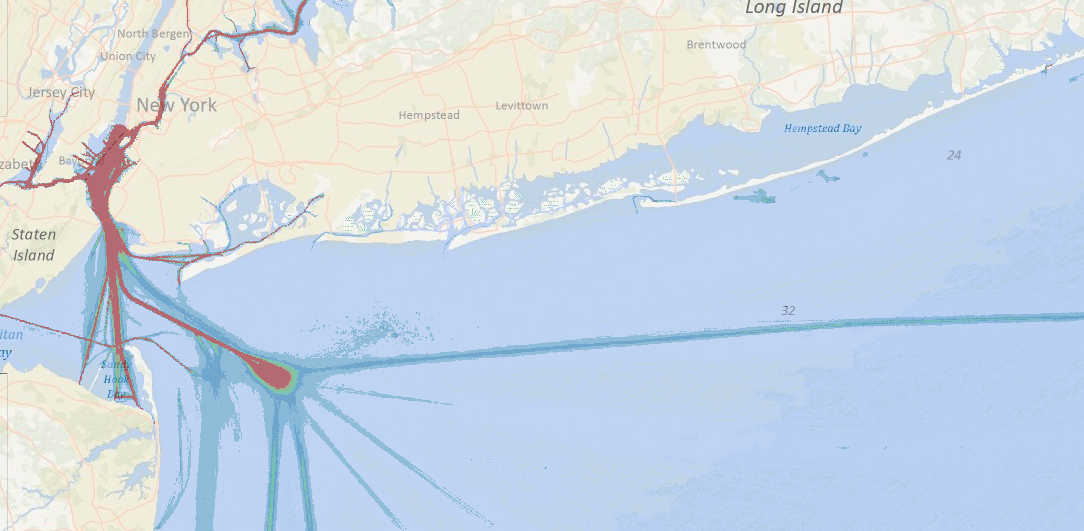 Long Island
North Bergen
Brentwood
Union City
Jersey City
New York
Levittown
Hempstead
Hempstead Bay
24
zabet
Bay
Staten
Island
32
itan
ay
Sandy
Hook
Bay